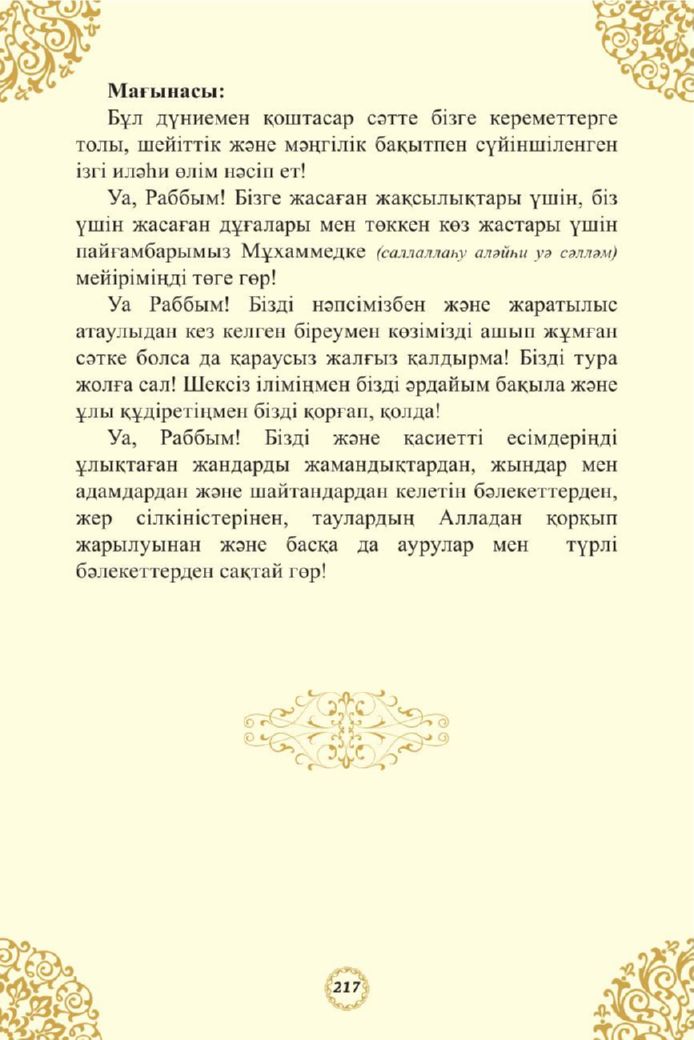 Мағынасы:
Бұл дүниемен қоштасар сәтте бізге кереметтерге
толы, шейіттік және мәңгілік бақытпен сүйіншіленген
ізгі иләһи өлім нәсіп ет!
Уа, Раббым! Бізге жасаған жақсылықтары үшін, біз
үшін жасаған дұғалары мен төккен көз жастары үшін
пайғамбарымыз Мұхаммедке (саллаллаһу аләйһи уә сәлләм)
мейіріміңді төге гөр!
Уа Раббым! Бізді нәпсімізбен және жаратылыс
атаулыдан кез келген біреумен көзімізді ашып жұмған
сәтке болса да қараусыз жалғыз қалдырма! Бізді тура
жолға сал! Шексіз іліміңмен бізді әрдайым бақыла және
ұлы құдіретіңмен бізді қорғап, қолда!
Уа, Раббым! Бізді және қасиетті есімдеріңді
ұлықтаған жандарды жамандықтардан, жындар мен
адамдардан және шайтандардан келетін бәлекеттерден,
жер сілкіністерінен, таулардың Алладан қорқып
жарылуынан және басқа да аурулар мен түрлі
бәлекеттерден сақтай гөр!
217